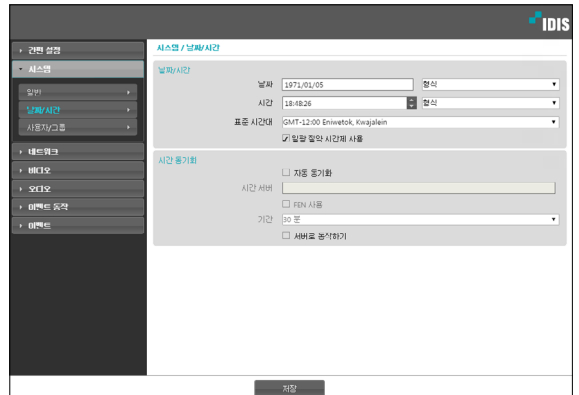 IDIS
간편 설정
시스템 / 날짜/시간
시스템
날짜/시간
일반
날짜 1971/01/05 형식
날짜/시간
시간 18:48:26 형식
사용자/그룹
표준 시간대 GMT-12:00 Eniwetok, Kwajalein
일광 절약 시간제 사용
네트워크
시간 동기화
비디오
자동 동기화
오디오
시간 서버
이벤트 동작
FEN 사용
이벤트
기간 30 분
서버로 동작하기
저장